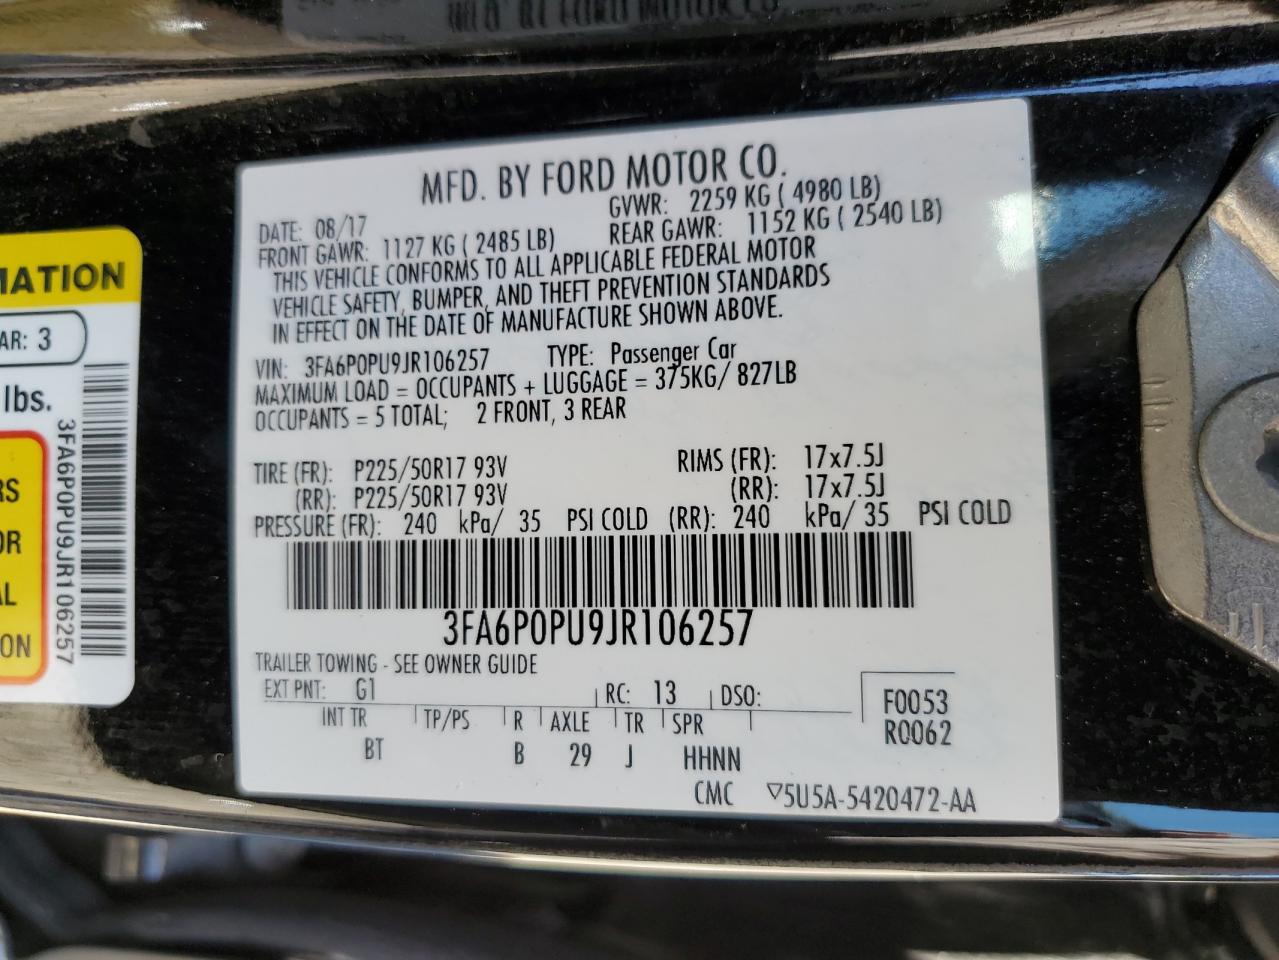 MFD. BY FORD MOTOR CO.
MFD. BY FORD MOTOR CO.
DATE: 08/17 GVWR: 2259 KG ( 4980 LB)
FRONT GAWR: 1127 KG ( 2485 LB) REAR GAWR: 1152 KG ( 2540 LB)
THIS VEHICLE CONFORMS TO ALL APPLICABLE FEDERAL MOTOR
VEHICLE SAFETY, BUMPER, AND THEFT PREVENTION STANDARDS
IN EFFECT ON THE DATE OF MANUFACTURE SHOWN ABOVE.
VIN: 3FA6P0PU9JR106257 TYPE: Passenger Car
MAXIMUM LOAD = OCCUPANTS + LUGGAGE = 375KG/ 827LB
OCCUPANTS = 5 TOTAL; 2 FRONT, 3 REAR
TIRE (FR): P225/50R17 93V RIMS (FR): 17x7.5J
(RR): P225/50R17 93V (RR): 17x7.5J
PRESSURE (FR): 240 kPa/ 35 PSI COLD (RR): 240 kPa/ 35 PSI COLD
3FA6P0PU9JR106257
TRAILER TOWING - SEE OWNER GUIDE
EXT PNT: G1 RC: 13 DSO: F0053
INT TR TP/PS R AXLE TR SPR R0062
BT B 29 J HHNN
CMC ▽5U5A-5420472-AA
MATION
AR: 3
lbs.
RS
OR
AL
ON
3FA6P0PU9JR106257